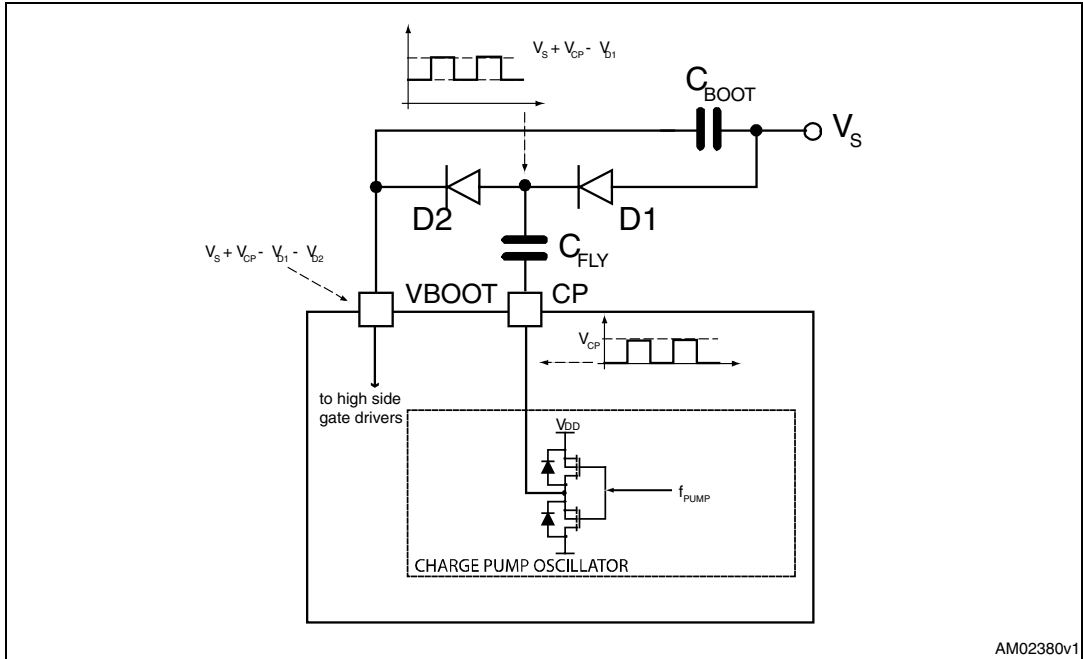 V_S + V_CP - V_D1
C_BOOT
V_S
D2
D1
C_FLY
V_S + V_CP - V_D1 - V_D2
VBOOT
CP
V_CP
to high side
gate drivers
V_DD
f_PUMP
CHARGE PUMP OSCILLATOR
AM02380v1